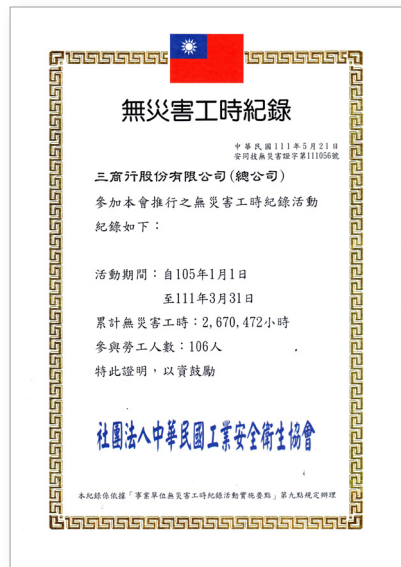 無災害工時紀錄
中華民國111年5月21日
安同技無災害證字第111056號
三商行股份有限公司(總公司)
參加本會推行之無災害工時紀錄活動
紀錄如下：
活動期間：自105年1月1日
至111年3月31日
累計無災害工時：2,670,472小時
參與勞工人數：106人
特此證明，以資鼓勵
社團法人中華民國工業安全衛生協會
本紀錄係依據「事業單位無災害工時紀錄活動實施要點」第九點規定辦理